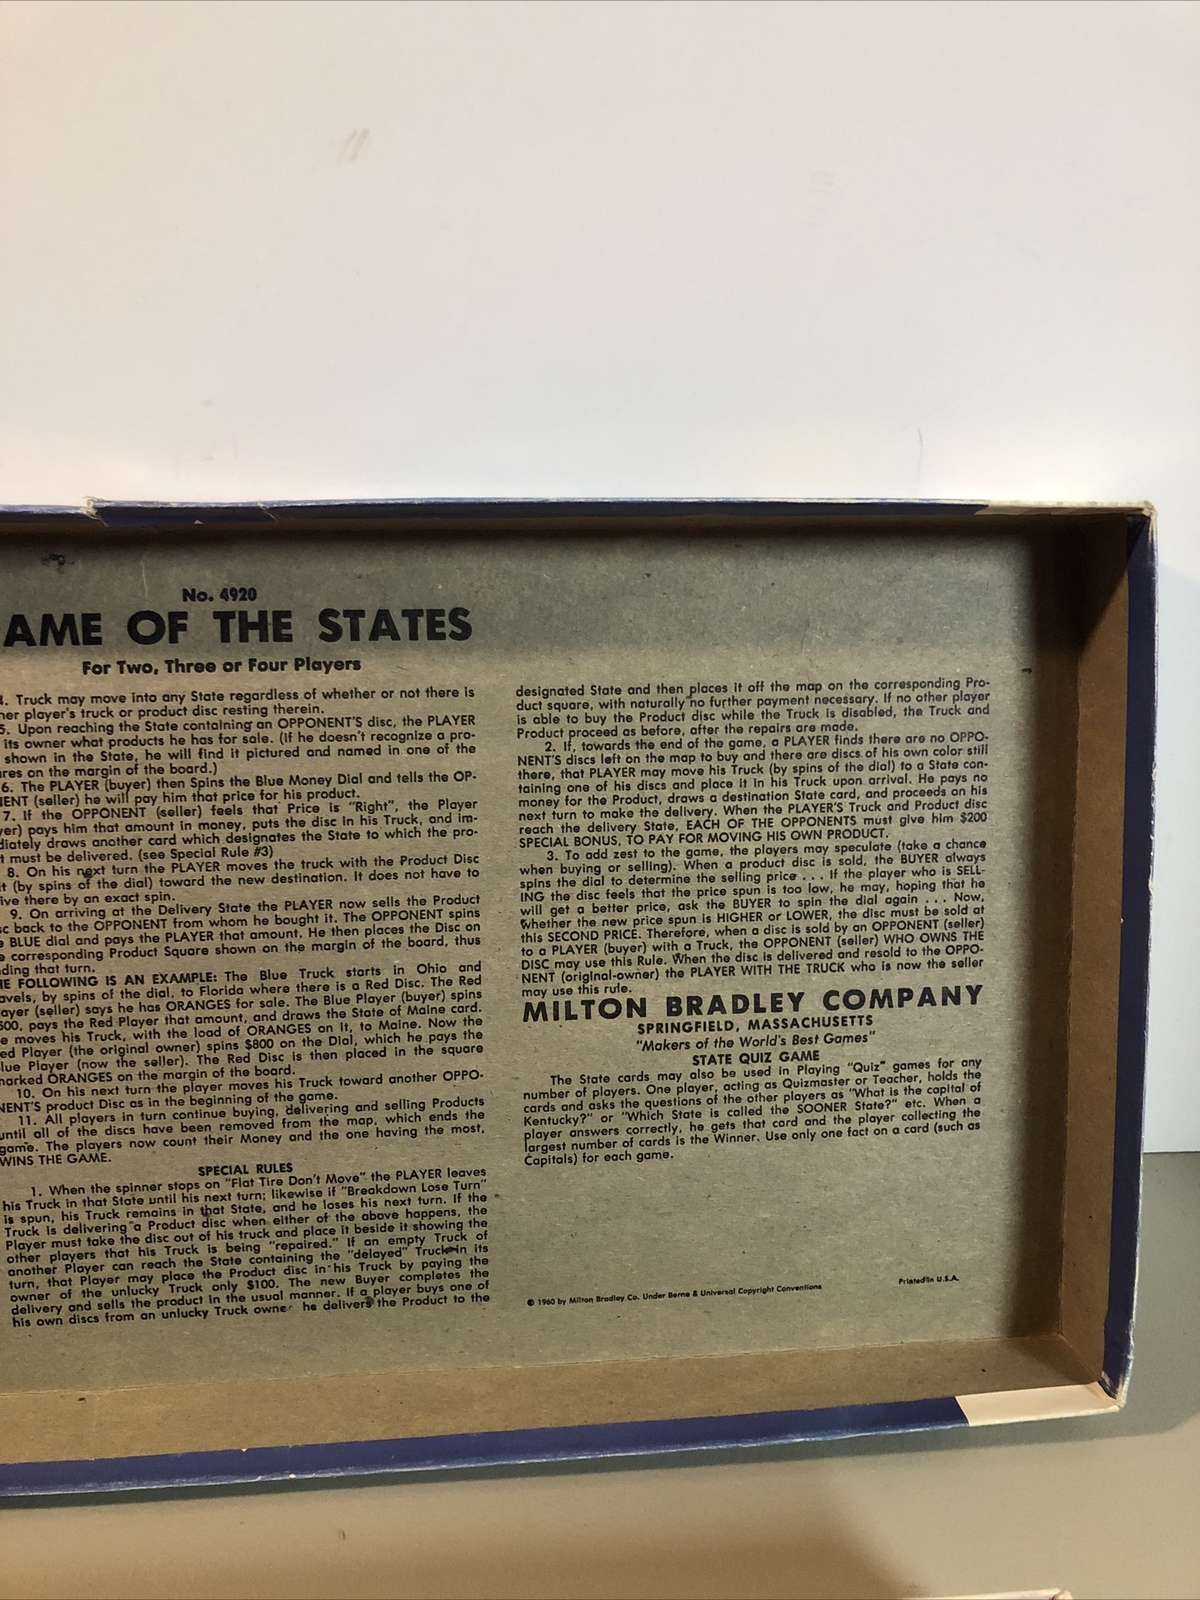 No. 4920
AME OF THE STATES
For Two, Three or Four Players
4. Truck may move into any State regardless of whether or not there is
her player's truck or product disc resting therein.
5. Upon reaching the State containing an OPPONENT'S disc, the PLAYER
its owner what products he has for sale. (If he doesn't recognize a pro-
shown in the State, he will find it pictured and named in one of the
ares on the margin of the board.)
6. The PLAYER (buyer) then Spins the Blue Money Dial and tells the OP-
NENT (seller) he will pay him that price for his product.
7. If the OPPONENT (seller) feels that Price is "Right", the Player
yer) pays him that amount in money, puts the disc in his Truck, and im-
diately draws another card which designates the State to which the pro-
t must be delivered. (see Special Rule #3)
8. On his next turn the PLAYER moves the truck with the Product Disc
it (by spins of the dial) toward the new destination. It does not have to
ive there by an exact spin.
9. On arriving at the Delivery State the PLAYER now sells the Product
sc back to the OPPONENT from whom he bought it. The OPPONENT spins
e BLUE dial and pays the PLAYER that amount. He then places the Disc on
e corresponding Product Square shown on the margin of the board, thus
ding that turn.
HE FOLLOWING IS AN EXAMPLE: The Blue Truck starts in Ohio and
avels, by spins of the dial, to Florida where there is a Red Disc. The Red
ayer (seller) says he has ORANGES for sale. The Blue Player (buyer) spins
500, pays the Red Player that amount, and draws the State of Maine card.
e moves his Truck, with the load of ORANGES on it, to Maine. Now the
ed Player (the original owner) spins $800 on the Dial, which he pays the
lue Player (now the seller). The Red Disc is then placed in the square
marked ORANGES on the margin of the board.
10. On his next turn the player moves his Truck toward another OPPO-
NENT'S product Disc as in the beginning of the game.
11. All players in turn continue buying, delivering and selling Products
until all of the discs have been removed from the map, which ends the
game. The players now count their Money and the one having the most,
WINS THE GAME.
SPECIAL RULES
1. When the spinner stops on "Flat Tire Don't Move" the PLAYER leaves
his Truck in that State until his next turn; likewise if "Breakdown Lose Turn"
is spun, his Truck remains in that State, and he loses his next turn. If the
Truck is delivering a Product disc when either of the above happens, the
Player must take the disc out of his truck and place it beside it showing the
other players that his Truck is being "repaired." If an empty Truck of
another Player can reach the State containing the "delayed" Truck in its
turn, that Player may place the Product disc in his Truck by paying the
owner of the unlucky Truck only $100. The new Buyer completes the
delivery and sells the product in the usual manner. If a player buys one of
his own discs from an unlucky Truck owner he delivers the Product to the
designated State and then places it off the map on the corresponding Pro-
duct square, with naturally no further payment necessary. If no other player
is able to buy the Product disc while the Truck is disabled, the Truck and
Product proceed as before, after the repairs are made.
2. If, towards the end of the game, a PLAYER finds there are no OPPO-
NENT'S discs left on the map to buy and there are discs of his own color still
there, that PLAYER may move his Truck (by spins of the dial) to a State con-
taining one of his discs and place it in his Truck upon arrival. He pays no
money for the Product, draws a destination State card, and proceeds on his
next turn to make the delivery. When the PLAYER'S Truck and Product disc
reach the delivery State, EACH OF THE OPPONENTS must give him $200
SPECIAL BONUS, TO PAY FOR MOVING HIS OWN PRODUCT.
3. To add zest to the game, the players may speculate (take a chance
when buying or selling). When a product disc is sold, the BUYER always
spins the dial to determine the selling price . . . If the player who is SELL-
ING the disc feels that the price spun is too low, he may, hoping that he
will get a better price, ask the BUYER to spin the dial again . . . Now,
whether the new price spun is HIGHER or LOWER, the disc must be sold at
this SECOND PRICE. Therefore, when a disc is sold by an OPPONENT (seller)
to a PLAYER (buyer) with a Truck, the OPPONENT (seller) WHO OWNS THE
DISC may use this Rule. When the disc is delivered and resold to the OPPO-
NENT (original-owner) the PLAYER WITH THE TRUCK who is now the seller
may use this rule.
MILTON BRADLEY COMPANY
SPRINGFIELD, MASSACHUSETTS
"Makers of the World's Best Games"
STATE QUIZ GAME
The State cards may also be used in Playing "Quiz" games for any
number of players. One player, acting as Quizmaster or Teacher, holds the
cards and asks the questions of the other players as "What is the capital of
Kentucky?" or "Which State is called the SOONER State?" etc. When a
player answers correctly, he gets that card and the player collecting the
largest number of cards is the Winner. Use only one fact on a card (such as
Capitals) for each game.
© 1960 by Milton Bradley Co. Under Berne & Universal Copyright Conventions
Printed in U.S.A.